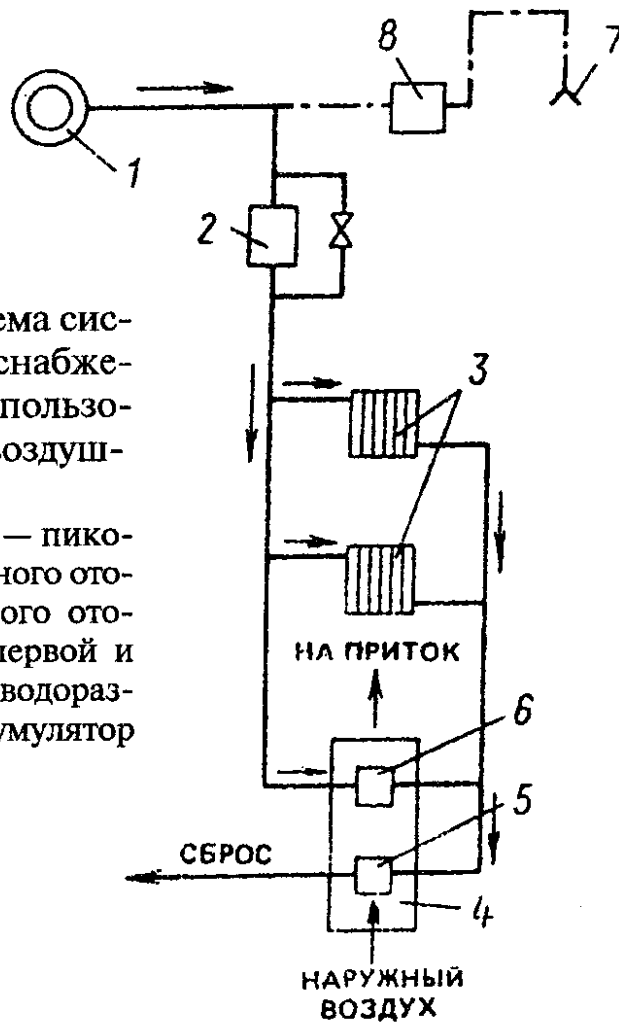 8
7
1
2
ема сис-
снабже-
пользо-
воздуш-
3
— пико-
ного ото-
ого ото-
первой и
водораз-
умулятор
НА ПРИТОК
6
5
СБРОС
4
НАРУЖНЫЙ
ВОЗДУХ